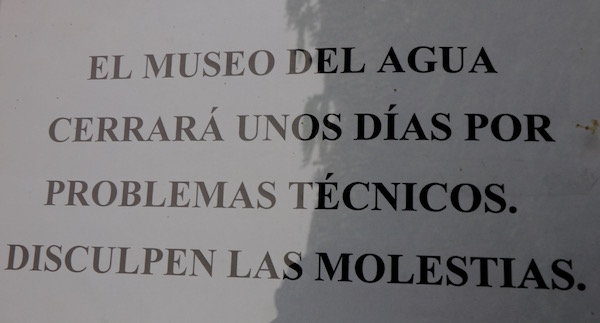 EL MUSEO DEL AGUA
CERRARÁ UNOS DÍAS POR
PROBLEMAS TÉCNICOS.
DISCULPEN LAS MOLESTIAS.